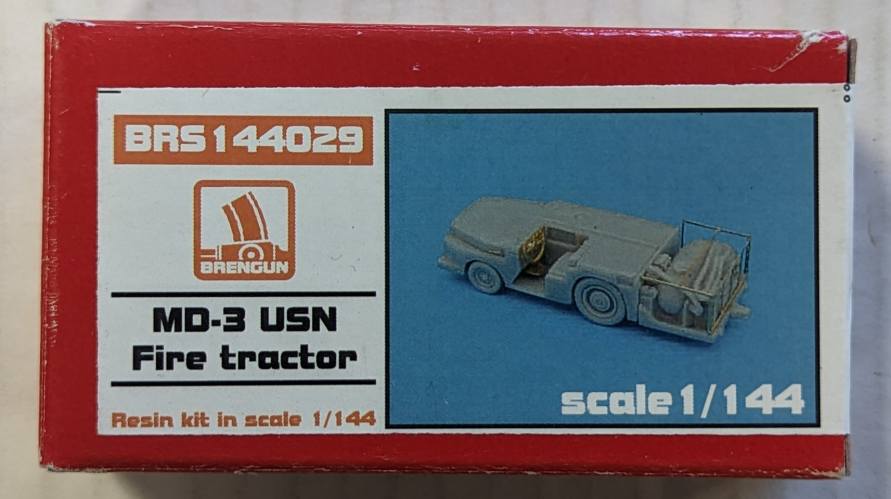 BRS144029
BRENGUN
MD-3 USN
Fire tractor
Resin kit in scale 1/144
scale 1/144